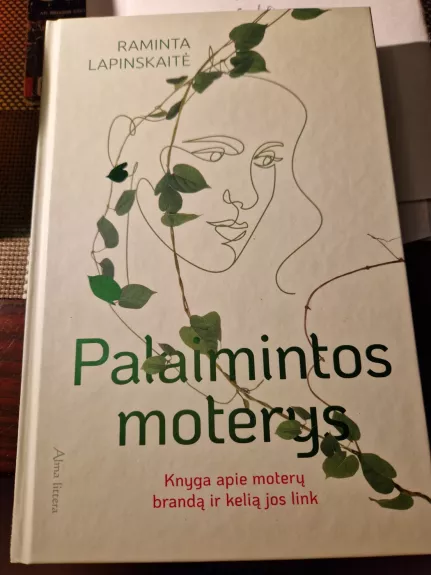 RAMINTA
LAPINSKAITĖ
Palaimintos
moterys
Knyga apie moterų
brandą ir kelią jos link
Alma littera